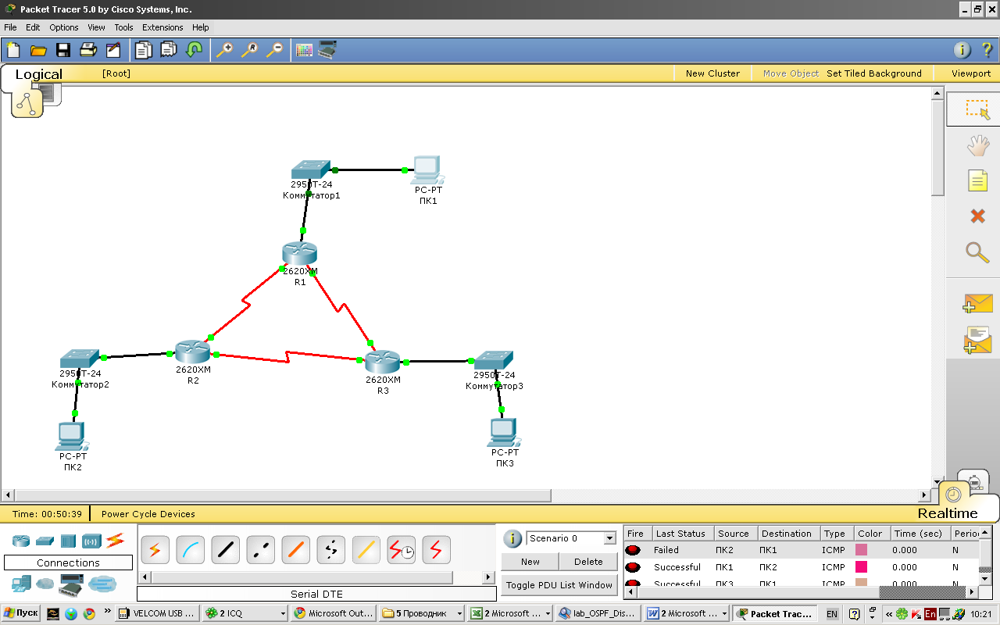 Packet Tracer 5.0 by Cisco Systems, Inc.
File Edit Options View Tools Extensions Help
Logical [Root] New Cluster Move Object Set Tiled Background Viewport
2950T-24
Коммутатор1
PC-PT
ПК1
2620XM
R1
2620XM
R2
2620XM
R3
2950T-24
Коммутатор2
2950T-24
Коммутатор3
PC-PT
ПК2
PC-PT
ПК3
Time: 00:50:39 Power Cycle Devices
Realtime
Connections
Serial DTE
Scenario 0
New Delete
Toggle PDU List Window
Fire Last Status Source Destination Type Color Time (sec) Perio
Failed ПК2 ПК1 ICMP 0.000 N
Successful ПК1 ПК2 ICMP 0.000 N
Successful ПК3 ПК1 ICMP 0.000 N
Пуск » VELCOM USB ... 2 ICQ Microsoft Out... 5 Проводник 2 Microsoft ... lab_OSPF_Dis... 2 Microsoft ... Packet Trac... EN « En 10:21